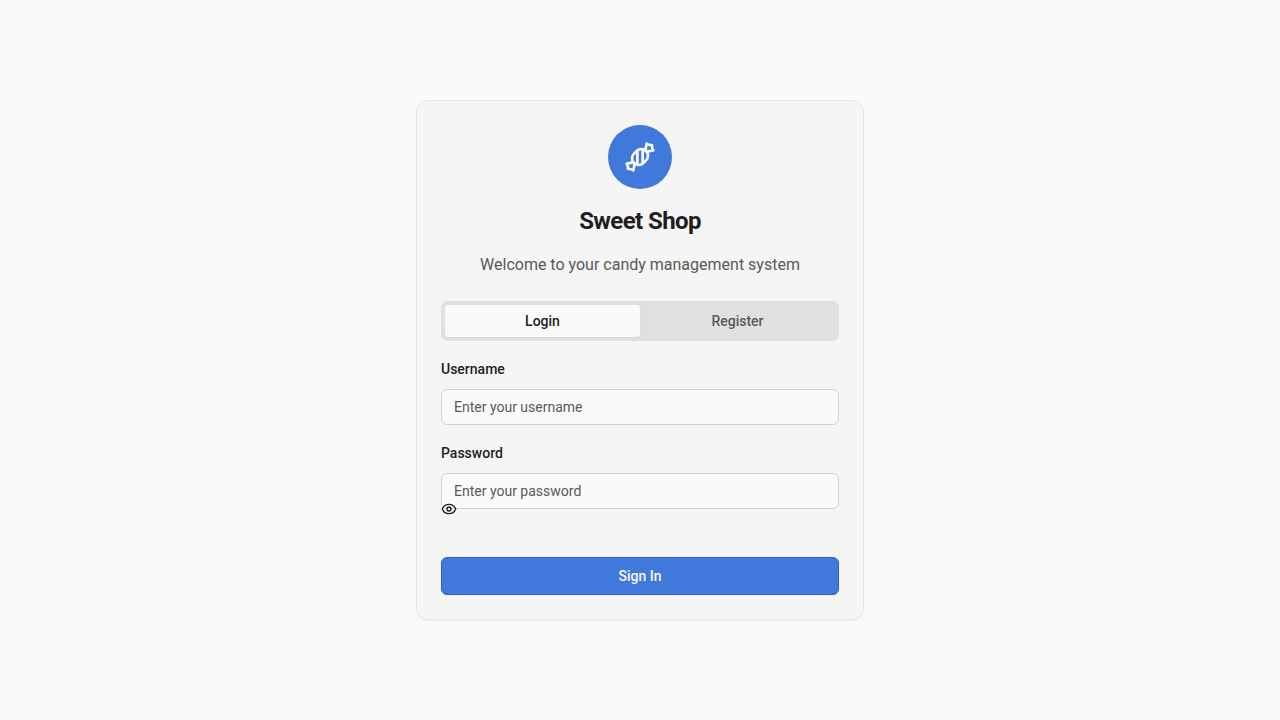 Sweet Shop
Welcome to your candy management system
Login
Register
Username
Enter your username
Password
Enter your password
Sign In